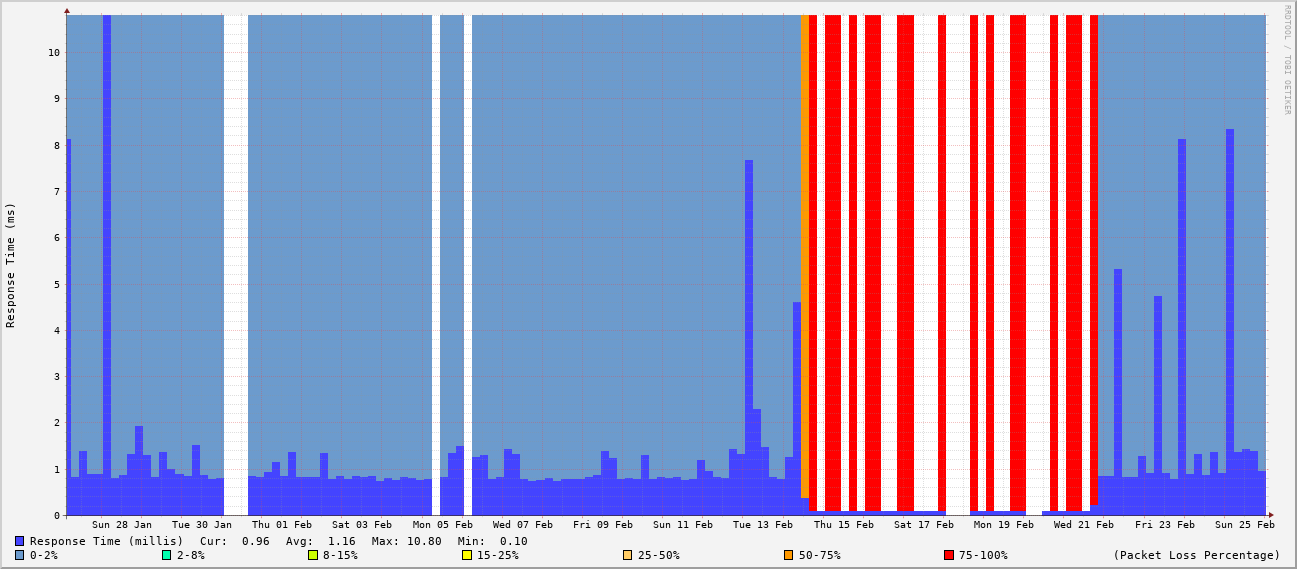 RRDTOOL / TOBI OETIKER
Response Time (ms)
10
9
8
7
6
5
4
3
2
1
0
Sun 28 Jan Tue 30 Jan Thu 01 Feb Sat 03 Feb Mon 05 Feb Wed 07 Feb Fri 09 Feb Sun 11 Feb Tue 13 Feb Thu 15 Feb Sat 17 Feb Mon 19 Feb Wed 21 Feb Fri 23 Feb Sun 25 Feb
Response Time (millis) Cur: 0.96 Avg: 1.16 Max: 10.80 Min: 0.10
0-2% 2-8% 8-15% 15-25% 25-50% 50-75% 75-100% (Packet Loss Percentage)